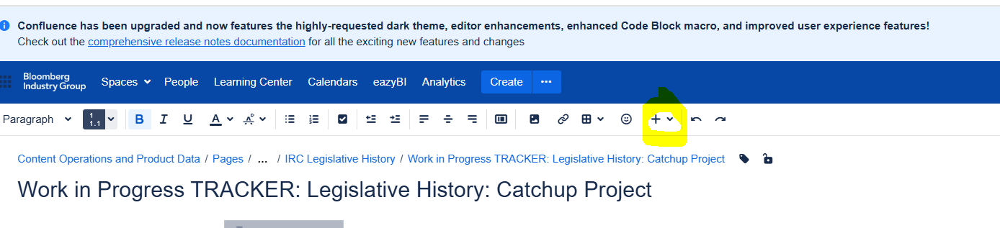 Confluence has been upgraded and now features the highly-requested dark theme, editor enhancements, enhanced Code Block macro, and improved user experience features!
Check out the comprehensive release notes documentation for all the exciting new features and changes
Bloomberg
Industry Group
Spaces People Learning Center Calendars eazyBI Analytics Create ···
Paragraph 1 1.1 B I U A
Content Operations and Product Data / Pages / ... / IRC Legislative History / Work in Progress TRACKER: Legislative History: Catchup Project
Work in Progress TRACKER: Legislative History: Catchup Project